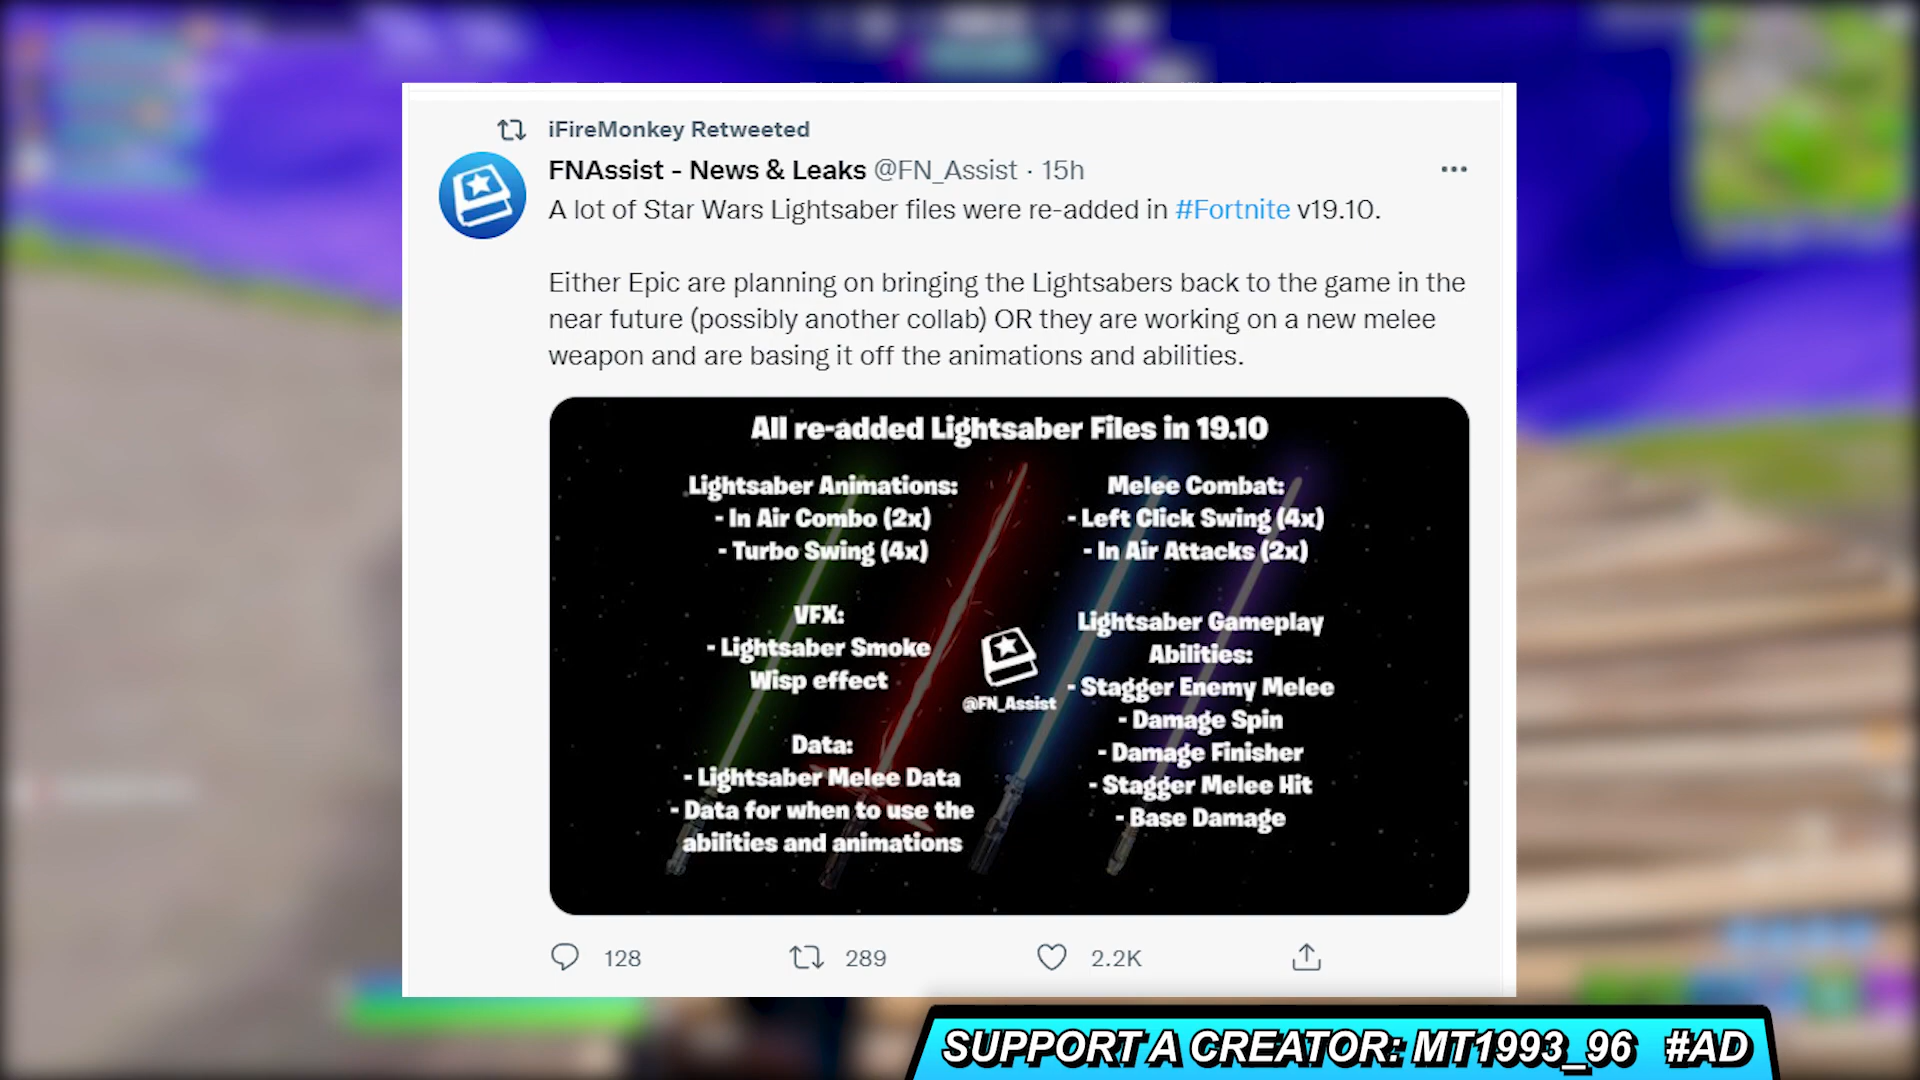 iFireMonkey Retweeted
FNAssist - News & Leaks @FN_Assist · 15h
A lot of Star Wars Lightsaber files were re-added in #Fortnite v19.10.
Either Epic are planning on bringing the Lightsabers back to the game in the
near future (possibly another collab) OR they are working on a new melee
weapon and are basing it off the animations and abilities.
All re-added Lightsaber Files in 19.10
Lightsaber Animations:
- In Air Combo (2x)
- Turbo Swing (4x)
VFX:
- Lightsaber Smoke
Wisp effect
Data:
- Lightsaber Melee Data
- Data for when to use the
abilities and animations
@FN_Assist
Melee Combat:
- Left Click Swing (4x)
- In Air Attacks (2x)
Lightsaber Gameplay
Abilities:
- Stagger Enemy Melee
- Damage Spin
- Damage Finisher
- Stagger Melee Hit
- Base Damage
128 289 2.2K
SUPPORT A CREATOR: MT1993_96 #AD